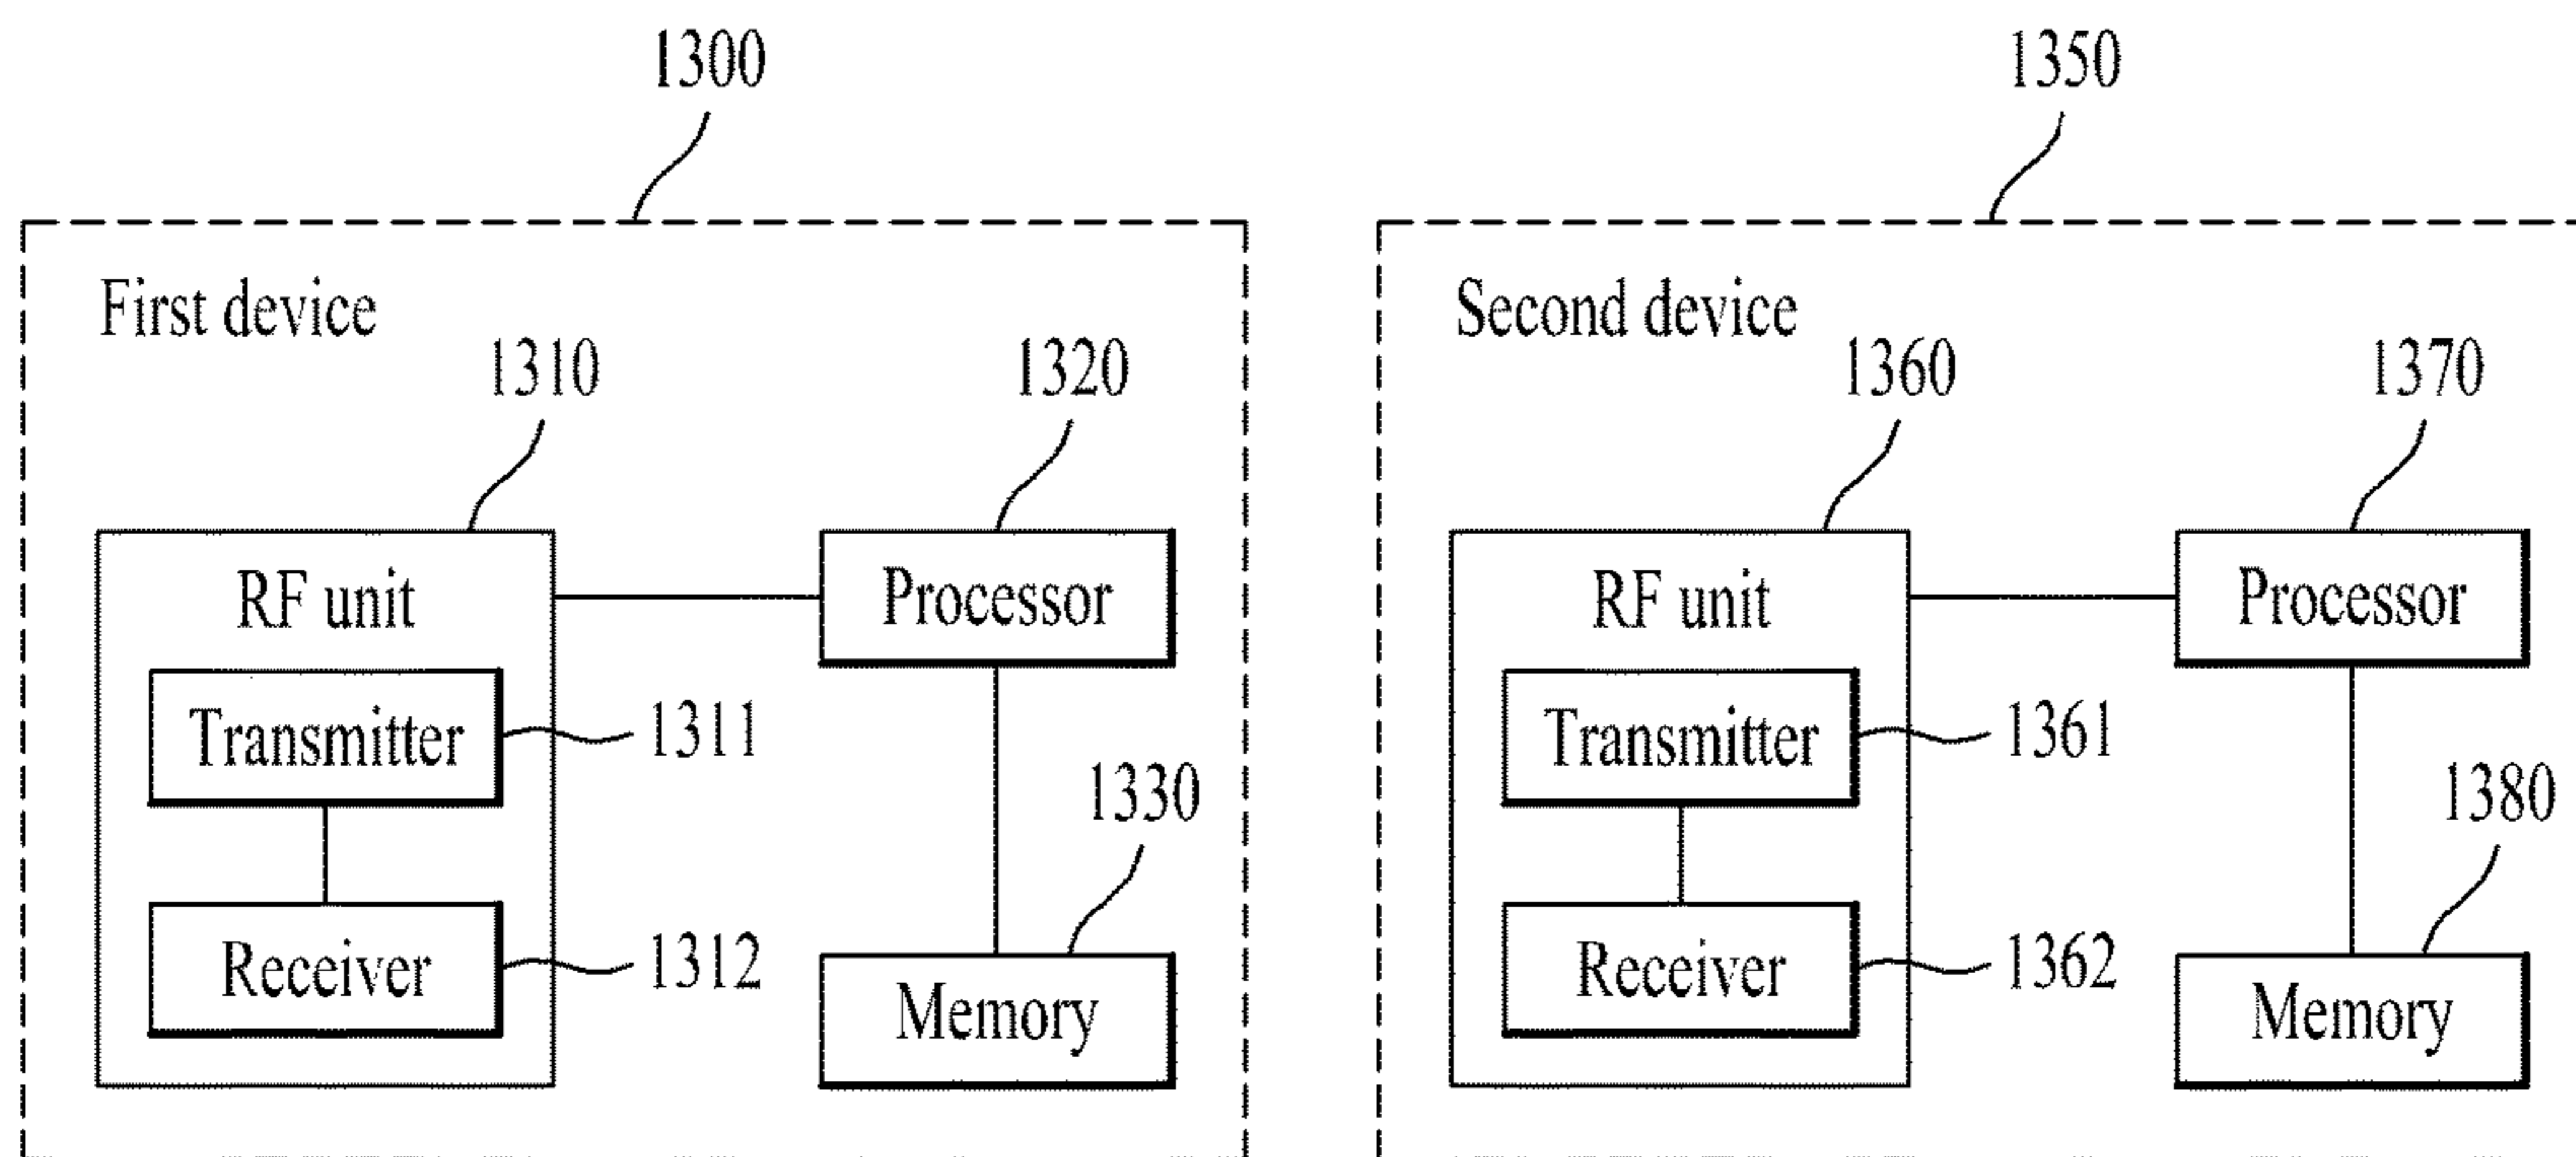 1300
1350
First device
Second device
1310
1320
1360
1370
RF unit
Processor
RF unit
Processor
Transmitter
1311
Transmitter
1361
1330
1380
Receiver
1312
Receiver
1362
Memory
Memory